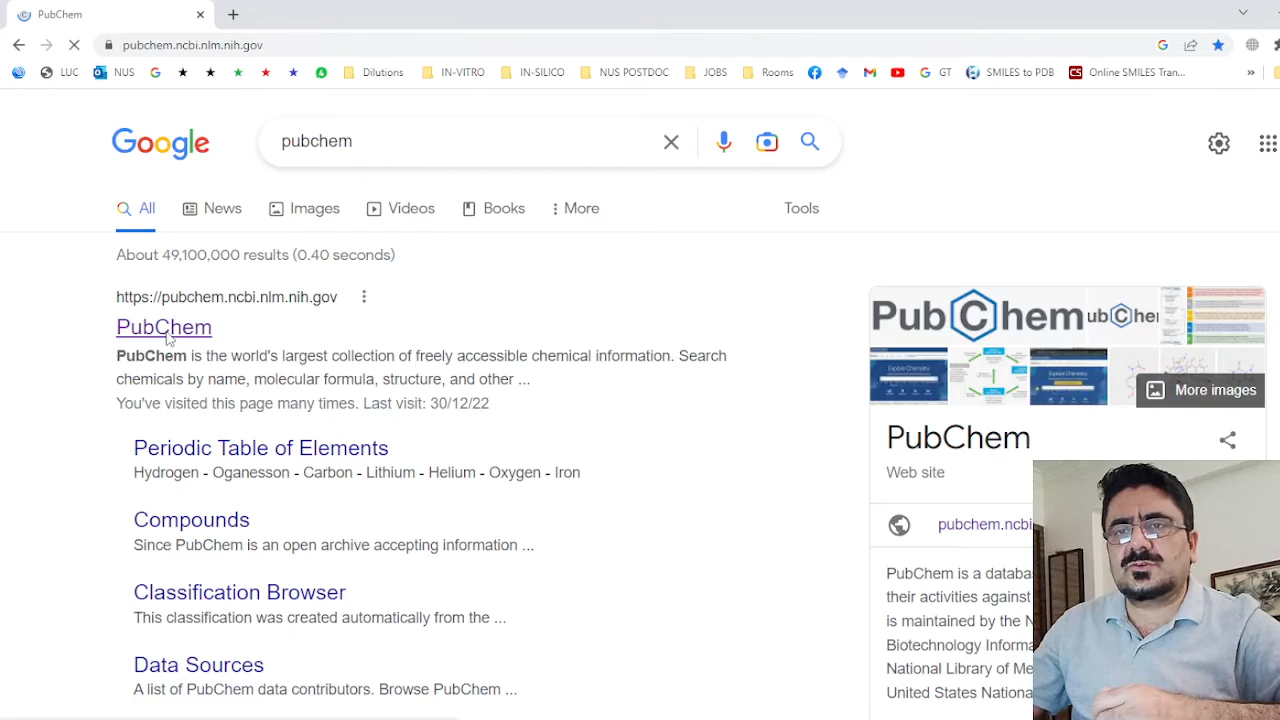 PubChem
pubchem.ncbi.nlm.nih.gov
LUC NUS Dilutions IN-VITRO IN-SILICO NUS POSTDOC JOBS Rooms GT SMILES to PDB Online SMILES Tran... »
Google pubchem
All News Images Videos Books More Tools
About 49,100,000 results (0.40 seconds)
https://pubchem.ncbi.nlm.nih.gov
PubChem
PubChem is the world's largest collection of freely accessible chemical information. Search
chemicals by name, molecular formula, structure, and other ...
You've visited this page many times. Last visit: 30/12/22
Periodic Table of Elements
Hydrogen - Oganesson - Carbon - Lithium - Helium - Oxygen - Iron
Compounds
Since PubChem is an open archive accepting information ...
Classification Browser
This classification was created automatically from the ...
Data Sources
A list of PubChem data contributors. Browse PubChem ...
PubChem ubChe
Explore Chemistry Explore Chemistry
More images
PubChem
Web site
pubchem.ncbi
PubChem is a databa
their activities against
is maintained by the N
Biotechnology Informa
National Library of Me
United States Nationa